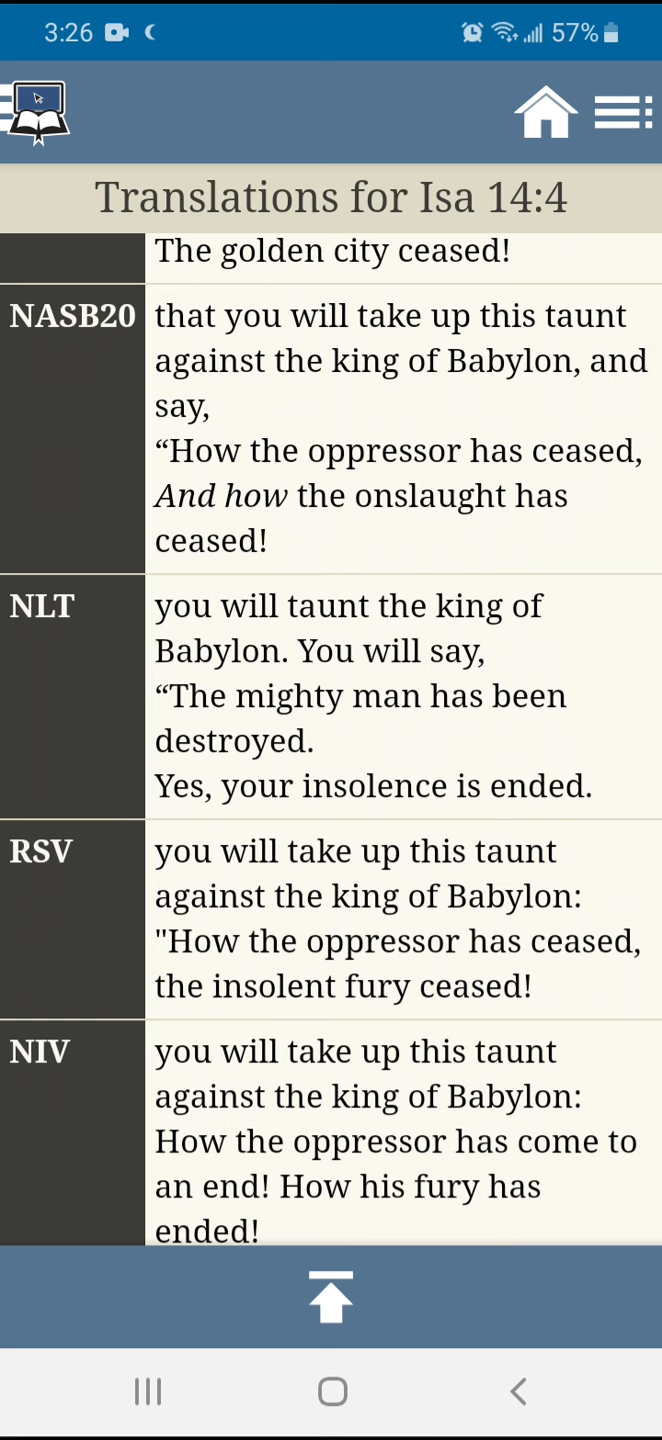 3:26
57%
Translations for Isa 14:4
The golden city ceased!
NASB20
that you will take up this taunt
against the king of Babylon, and
say,
“How the oppressor has ceased,
And how the onslaught has
ceased!
NLT
you will taunt the king of
Babylon. You will say,
“The mighty man has been
destroyed.
Yes, your insolence is ended.
RSV
you will take up this taunt
against the king of Babylon:
"How the oppressor has ceased,
the insolent fury ceased!
NIV
you will take up this taunt
against the king of Babylon:
How the oppressor has come to
an end! How his fury has
ended!